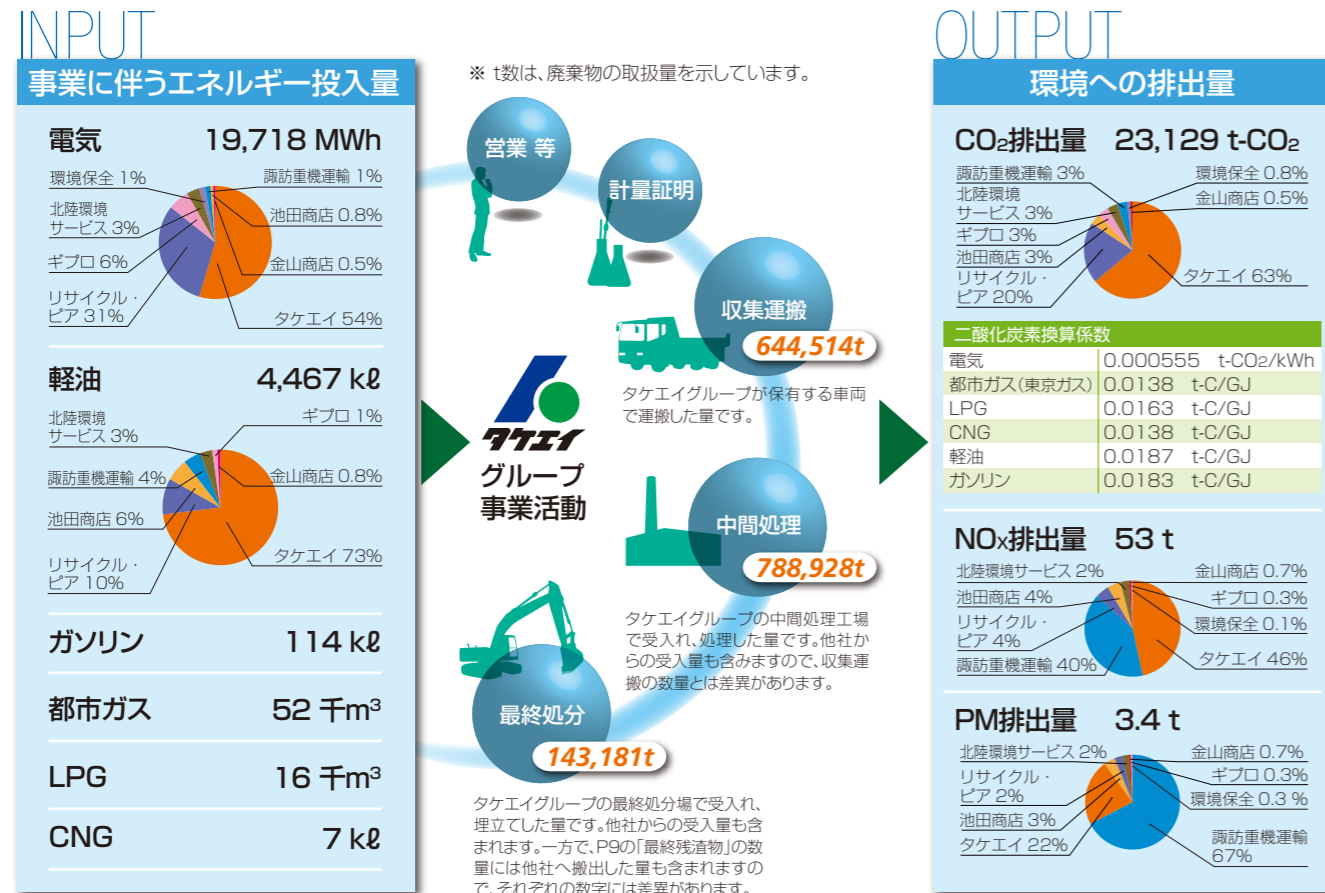 INPUT
事業に伴うエネルギー投入量
電気 19,718 MWh
環境保全 1%
諏訪重機運輸 1%
北陸環境
サービス 3%
池田商店 0.8%
ギプロ 6%
金山商店 0.5%
リサイクル・
ピア 31%
タケエイ 54%
軽油 4,467 kℓ
北陸環境
サービス 3%
ギプロ 1%
諏訪重機運輸 4%
金山商店 0.8%
池田商店 6%
リサイクル・
ピア 10%
タケエイ 73%
ガソリン 114 kℓ
都市ガス 52 千m³
LPG 16 千m³
CNG 7 kℓ
※ t数は、廃棄物の取扱量を示しています。
営業 等
計量証明
収集運搬
644,514t
タケエイグループが保有する車両
で運搬した量です。
タケエイ
グループ
事業活動
中間処理
788,928t
タケエイグループの中間処理工場
で受入れ、処理した量です。他社か
らの受入量も含みますので、収集運
搬の数量とは差異があります。
最終処分
143,181t
タケエイグループの最終処分場で受入れ、
埋立てした量です。他社からの受入量も含
まれます。一方で、P9の「最終残渣物」の数
量には他社へ搬出した量も含まれますの
で、それぞれの数字には差異があります。
OUTPUT
環境への排出量
CO₂排出量 23,129 t-CO₂
諏訪重機運輸 3%
環境保全 0.8%
北陸環境
サービス 3%
金山商店 0.5%
ギプロ 3%
池田商店 3%
リサイクル・
ピア 20%
タケエイ 63%
二酸化炭素換算係数
電気 0.000555 t-CO₂/kWh
都市ガス(東京ガス) 0.0138 t-C/GJ
LPG 0.0163 t-C/GJ
CNG 0.0138 t-C/GJ
軽油 0.0187 t-C/GJ
ガソリン 0.0183 t-C/GJ
NOx排出量 53 t
北陸環境サービス 2%
金山商店 0.7%
池田商店 4%
ギプロ 0.3%
リサイクル・
ピア 4%
環境保全 0.1%
諏訪重機運輸 40%
タケエイ 46%
PM排出量 3.4 t
北陸環境サービス 2%
金山商店 0.7%
リサイクル・
ピア 2%
ギプロ 0.3%
環境保全 0.3 %
池田商店 3%
タケエイ 22%
諏訪重機運輸
67%